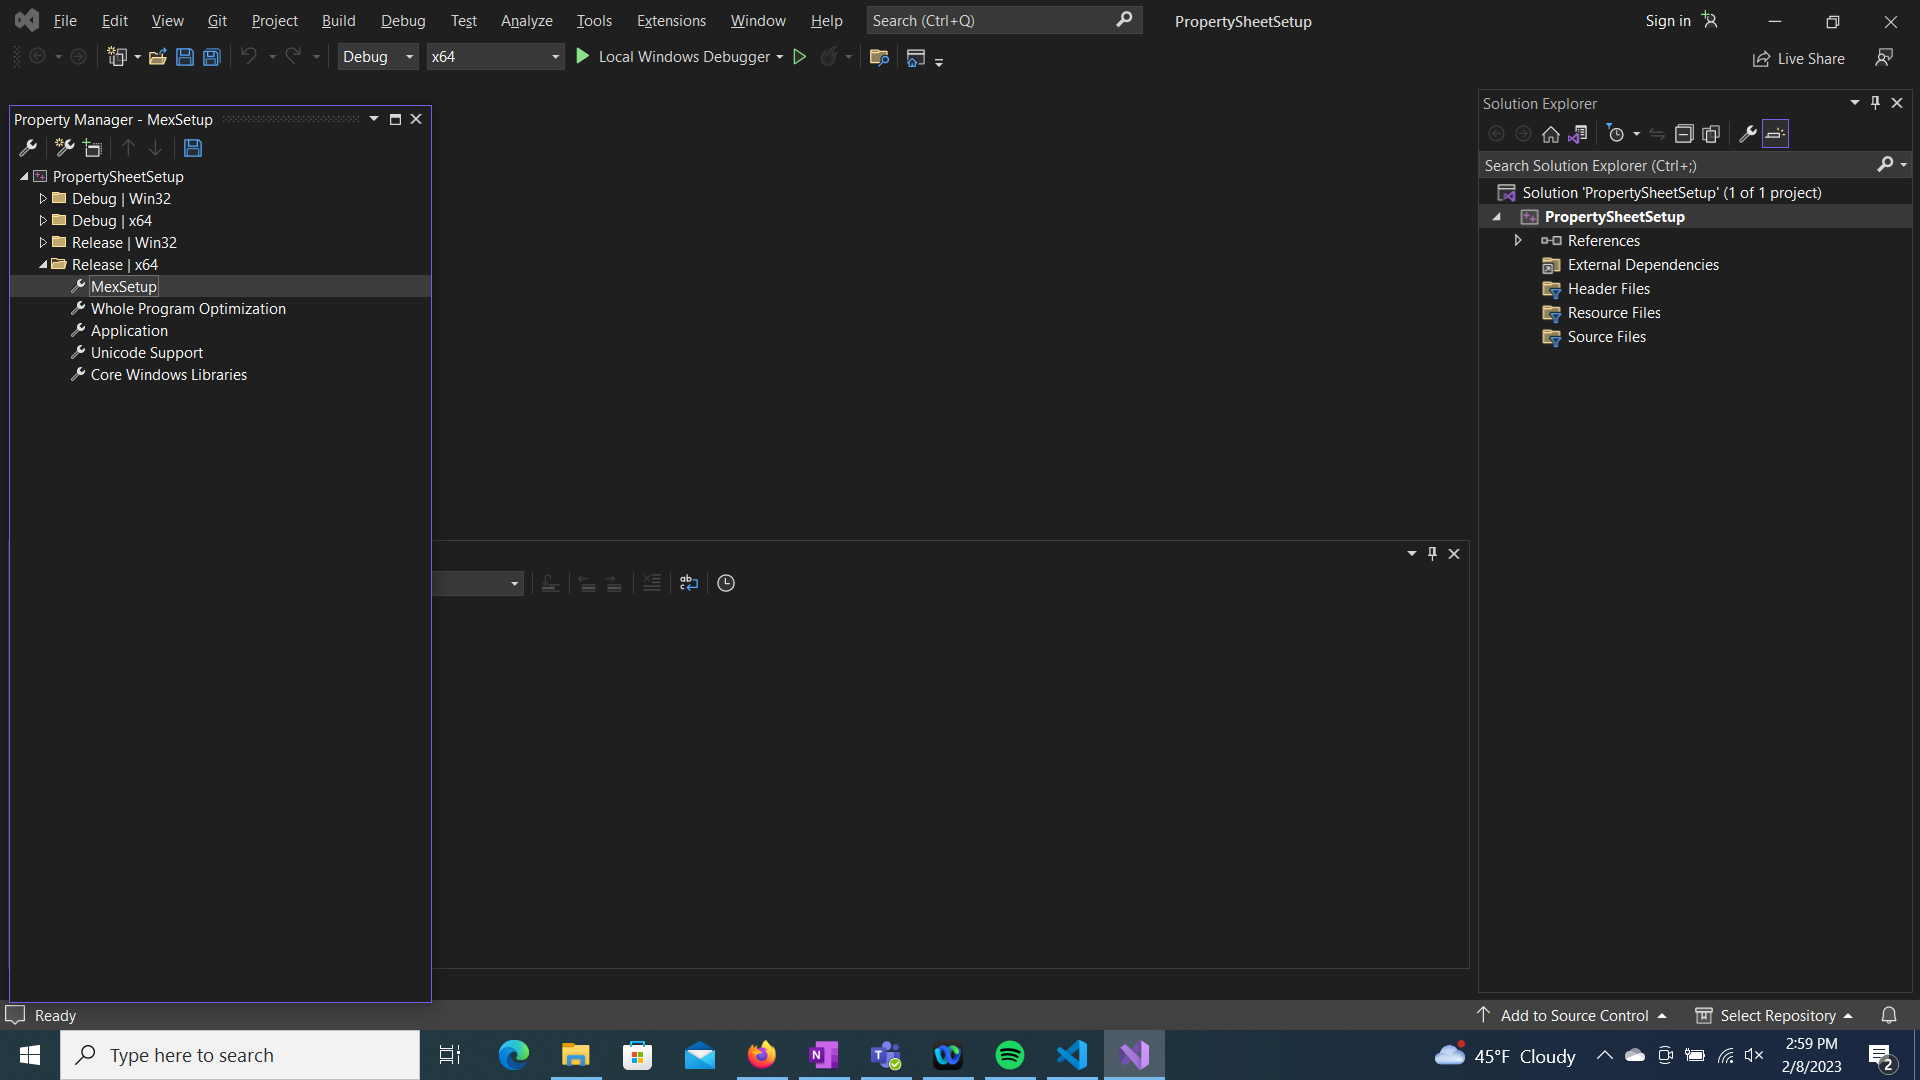 File Edit View Git Project Build Debug Test Analyze Tools Extensions Window Help Search (Ctrl+Q) PropertySheetSetup Sign in
Debug x64 Local Windows Debugger Live Share
Property Manager - MexSetup
PropertySheetSetup
Debug | Win32
Debug | x64
Release | Win32
Release | x64
MexSetup
Whole Program Optimization
Application
Unicode Support
Core Windows Libraries
Solution Explorer
Search Solution Explorer (Ctrl+;)
Solution 'PropertySheetSetup' (1 of 1 project)
PropertySheetSetup
References
External Dependencies
Header Files
Resource Files
Source Files
Ready Add to Source Control Select Repository
Type here to search 45°F Cloudy 2:59 PM
2/8/2023 2